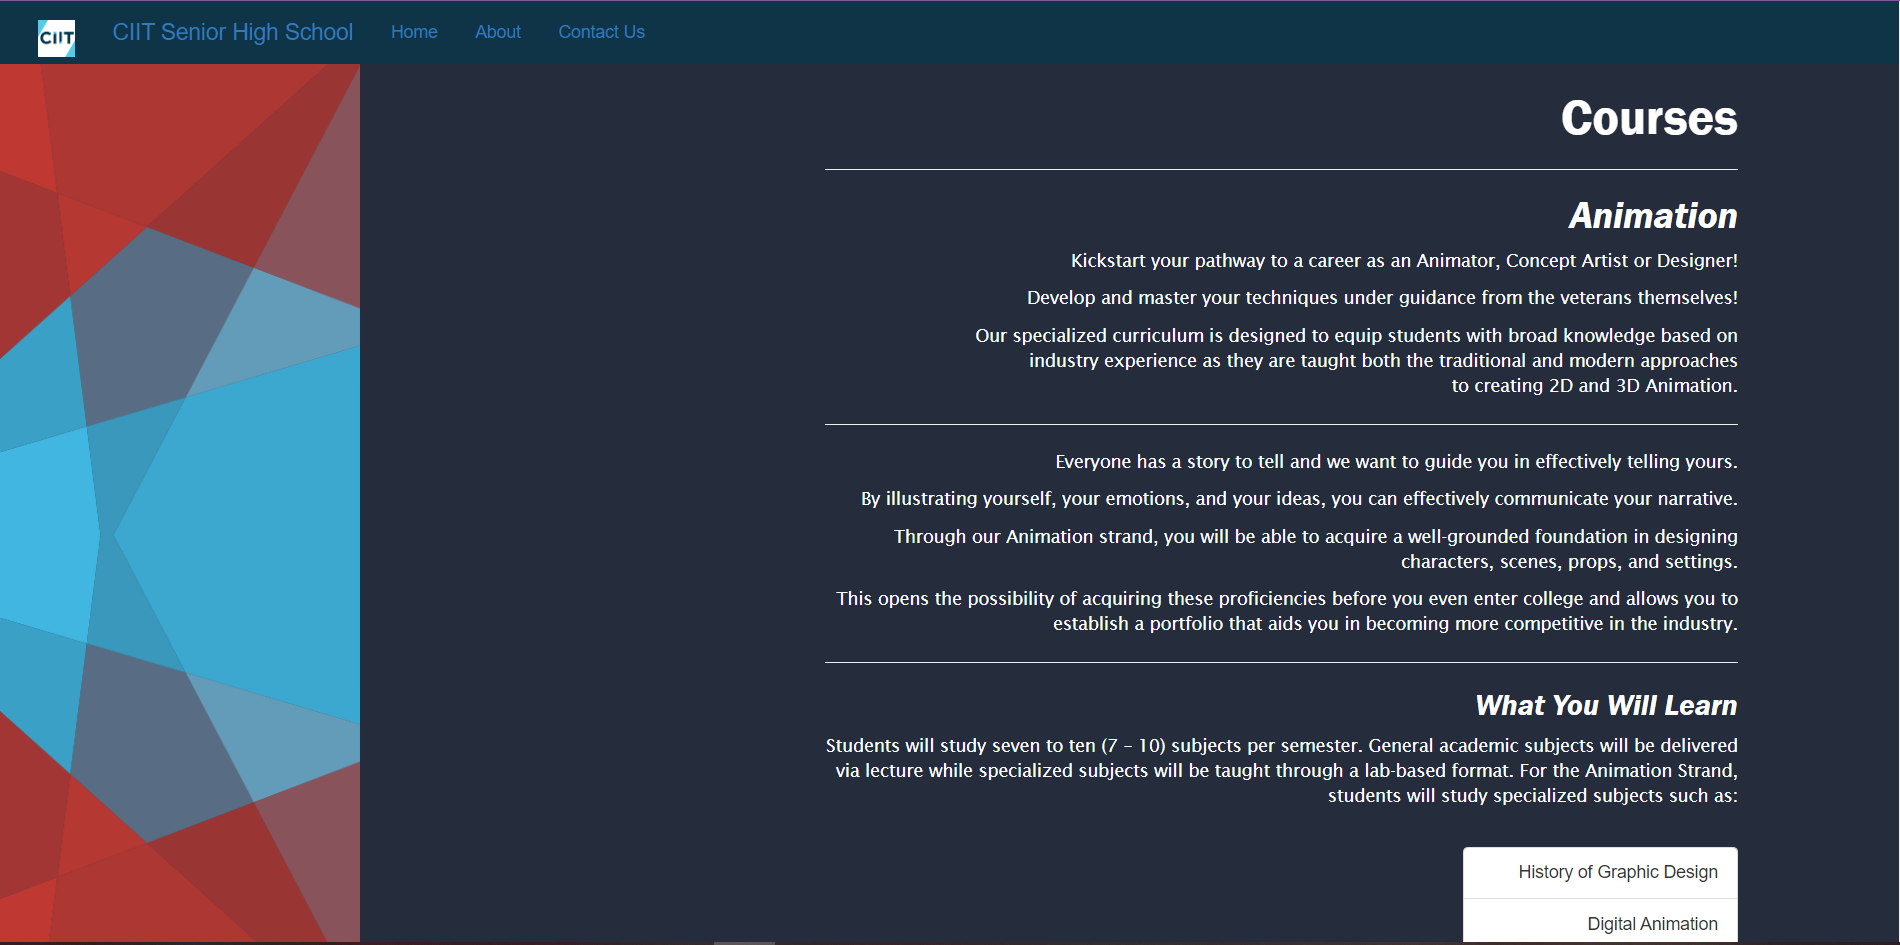 CIIT
CIIT Senior High School
Home
About
Contact Us
Courses
Animation
Kickstart your pathway to a career as an Animator, Concept Artist or Designer!
Develop and master your techniques under guidance from the veterans themselves!
Our specialized curriculum is designed to equip students with broad knowledge based on
industry experience as they are taught both the traditional and modern approaches
to creating 2D and 3D Animation.
Everyone has a story to tell and we want to guide you in effectively telling yours.
By illustrating yourself, your emotions, and your ideas, you can effectively communicate your narrative.
Through our Animation strand, you will be able to acquire a well-grounded foundation in designing
characters, scenes, props, and settings.
This opens the possibility of acquiring these proficiencies before you even enter college and allows you to
establish a portfolio that aids you in becoming more competitive in the industry.
What You Will Learn
Students will study seven to ten (7 – 10) subjects per semester. General academic subjects will be delivered
via lecture while specialized subjects will be taught through a lab-based format. For the Animation Strand,
students will study specialized subjects such as:
History of Graphic Design
Digital Animation